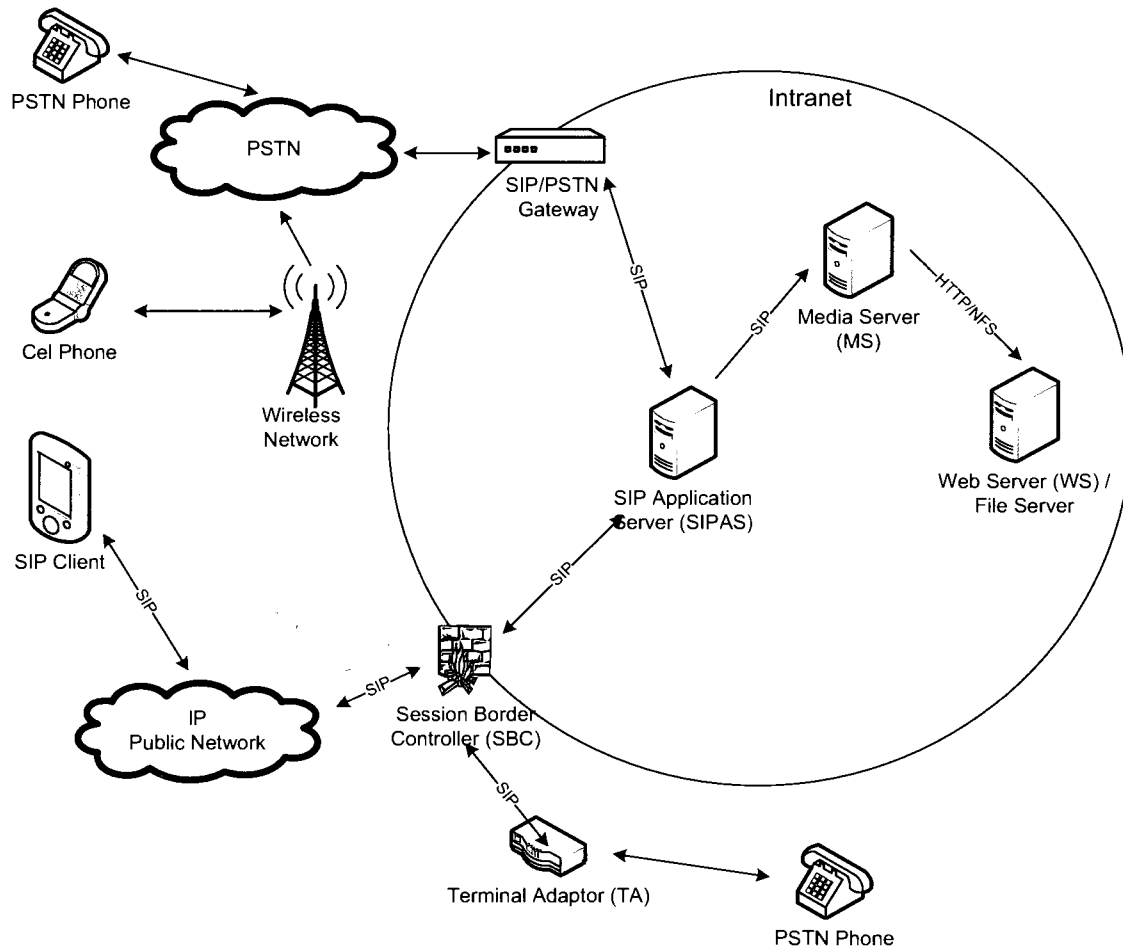 PSTN Phone
PSTN
Intranet
SIP/PSTN
Gateway
SIP
Cel Phone
Wireless
Network
Media Server
(MS)
SIP
HTTP/NFS
SIP Application
Server (SIPAS)
Web Server (WS) /
File Server
SIP Client
SIP
SIP
IP
Public Network
SIP
Session Border
Controller (SBC)
SIP
Terminal Adaptor (TA)
PSTN Phone